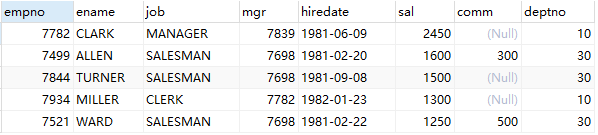 empno ename job mgr hiredate sal comm deptno
7782 CLARK MANAGER 7839 1981-06-09 2450 (Null) 10
7499 ALLEN SALESMAN 7698 1981-02-20 1600 300 30
7844 TURNER SALESMAN 7698 1981-09-08 1500 (Null) 30
7934 MILLER CLERK 7782 1982-01-23 1300 (Null) 10
7521 WARD SALESMAN 7698 1981-02-22 1250 500 30